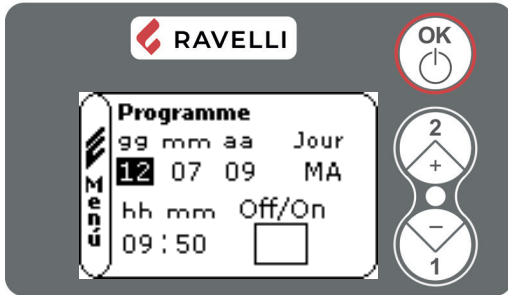 RAVELLI
OK
Programme
gg mm aa Jour
12 07 09 MA
hh mm Off/On
09:50
Menú
2
+
−
1